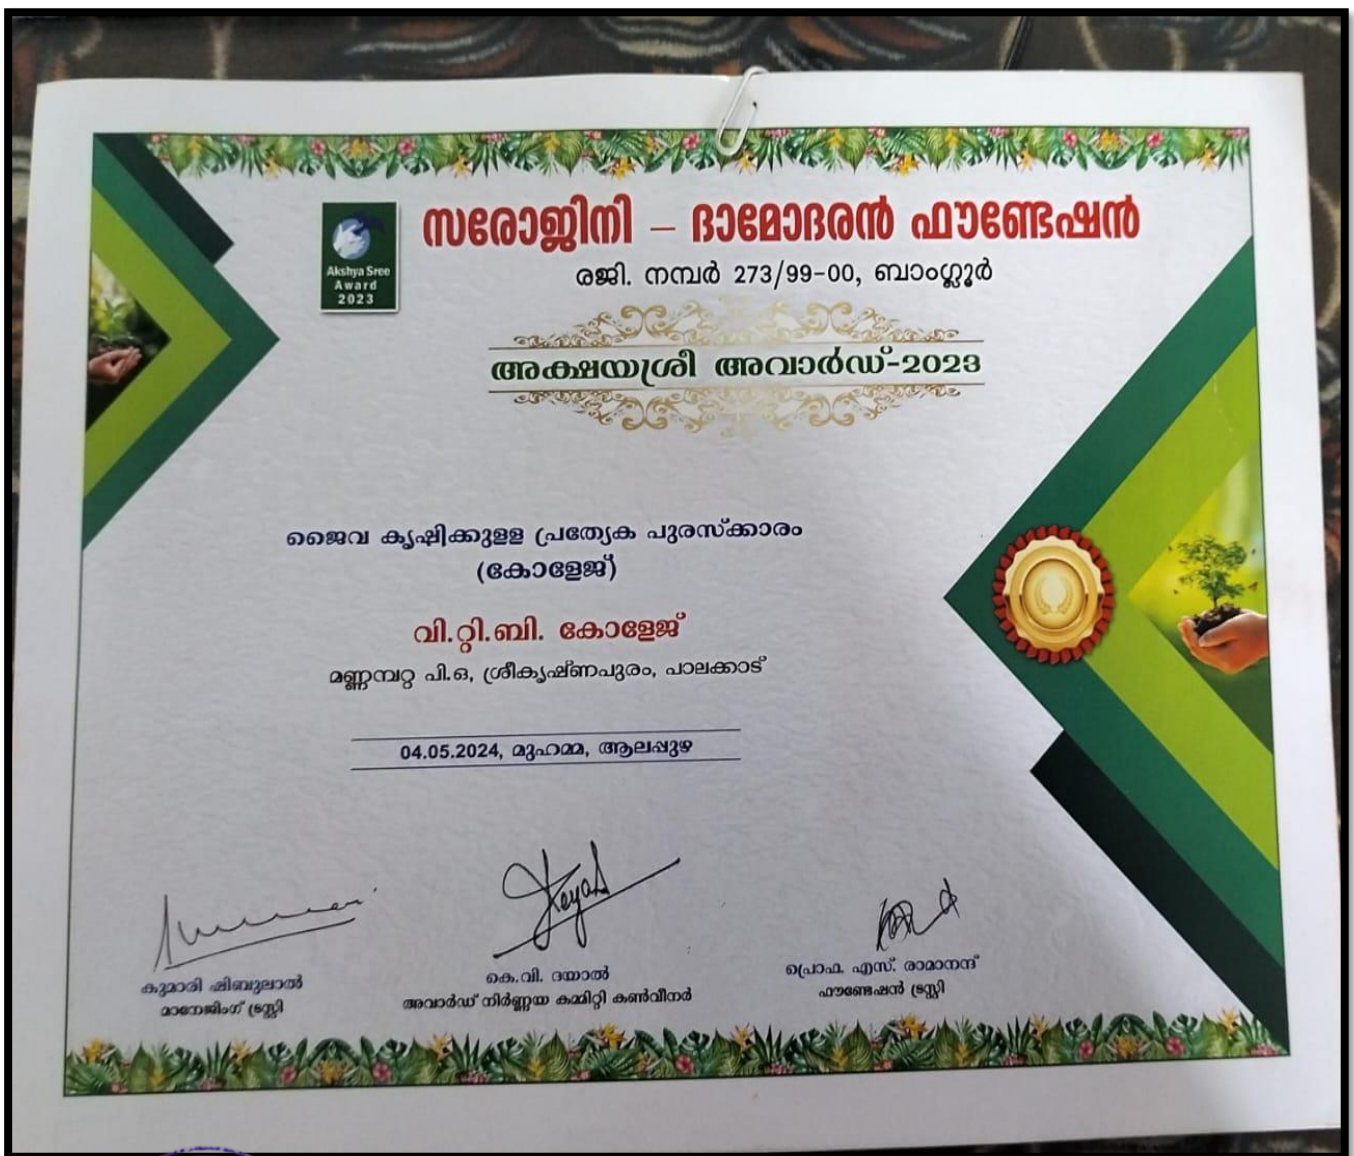 സരോജിനി – ദാമോദരൻ ഫൗണ്ടേഷൻ
Akshya Sree
Award
2023
രജി. നമ്പർ 273/99-00, ബാംഗ്ലൂർ
അക്ഷയശ്രീ അവാർഡ്-2023
ജൈവ കൃഷിക്കുളള പ്രത്യേക പുരസ്ക്കാരം
(കോളേജ്)
വി.റ്റി.ബി. കോളേജ്
മണ്ണമ്പറ്റ പി.ഒ, ശ്രീകൃഷ്ണപുരം, പാലക്കാട്
04.05.2024, മുഹമ്മ, ആലപ്പുഴ
കുമാരി ഷിബുലാൽ
മാനേജിംഗ് ട്രസ്റ്റി
കെ.വി. ദയാൽ
അവാർഡ് നിർണ്ണയ കമ്മിറ്റി കൺവീനർ
പ്രൊഫ. എസ്. രാമാനന്ദ്
ഫൗണ്ടേഷൻ ട്രസ്റ്റി